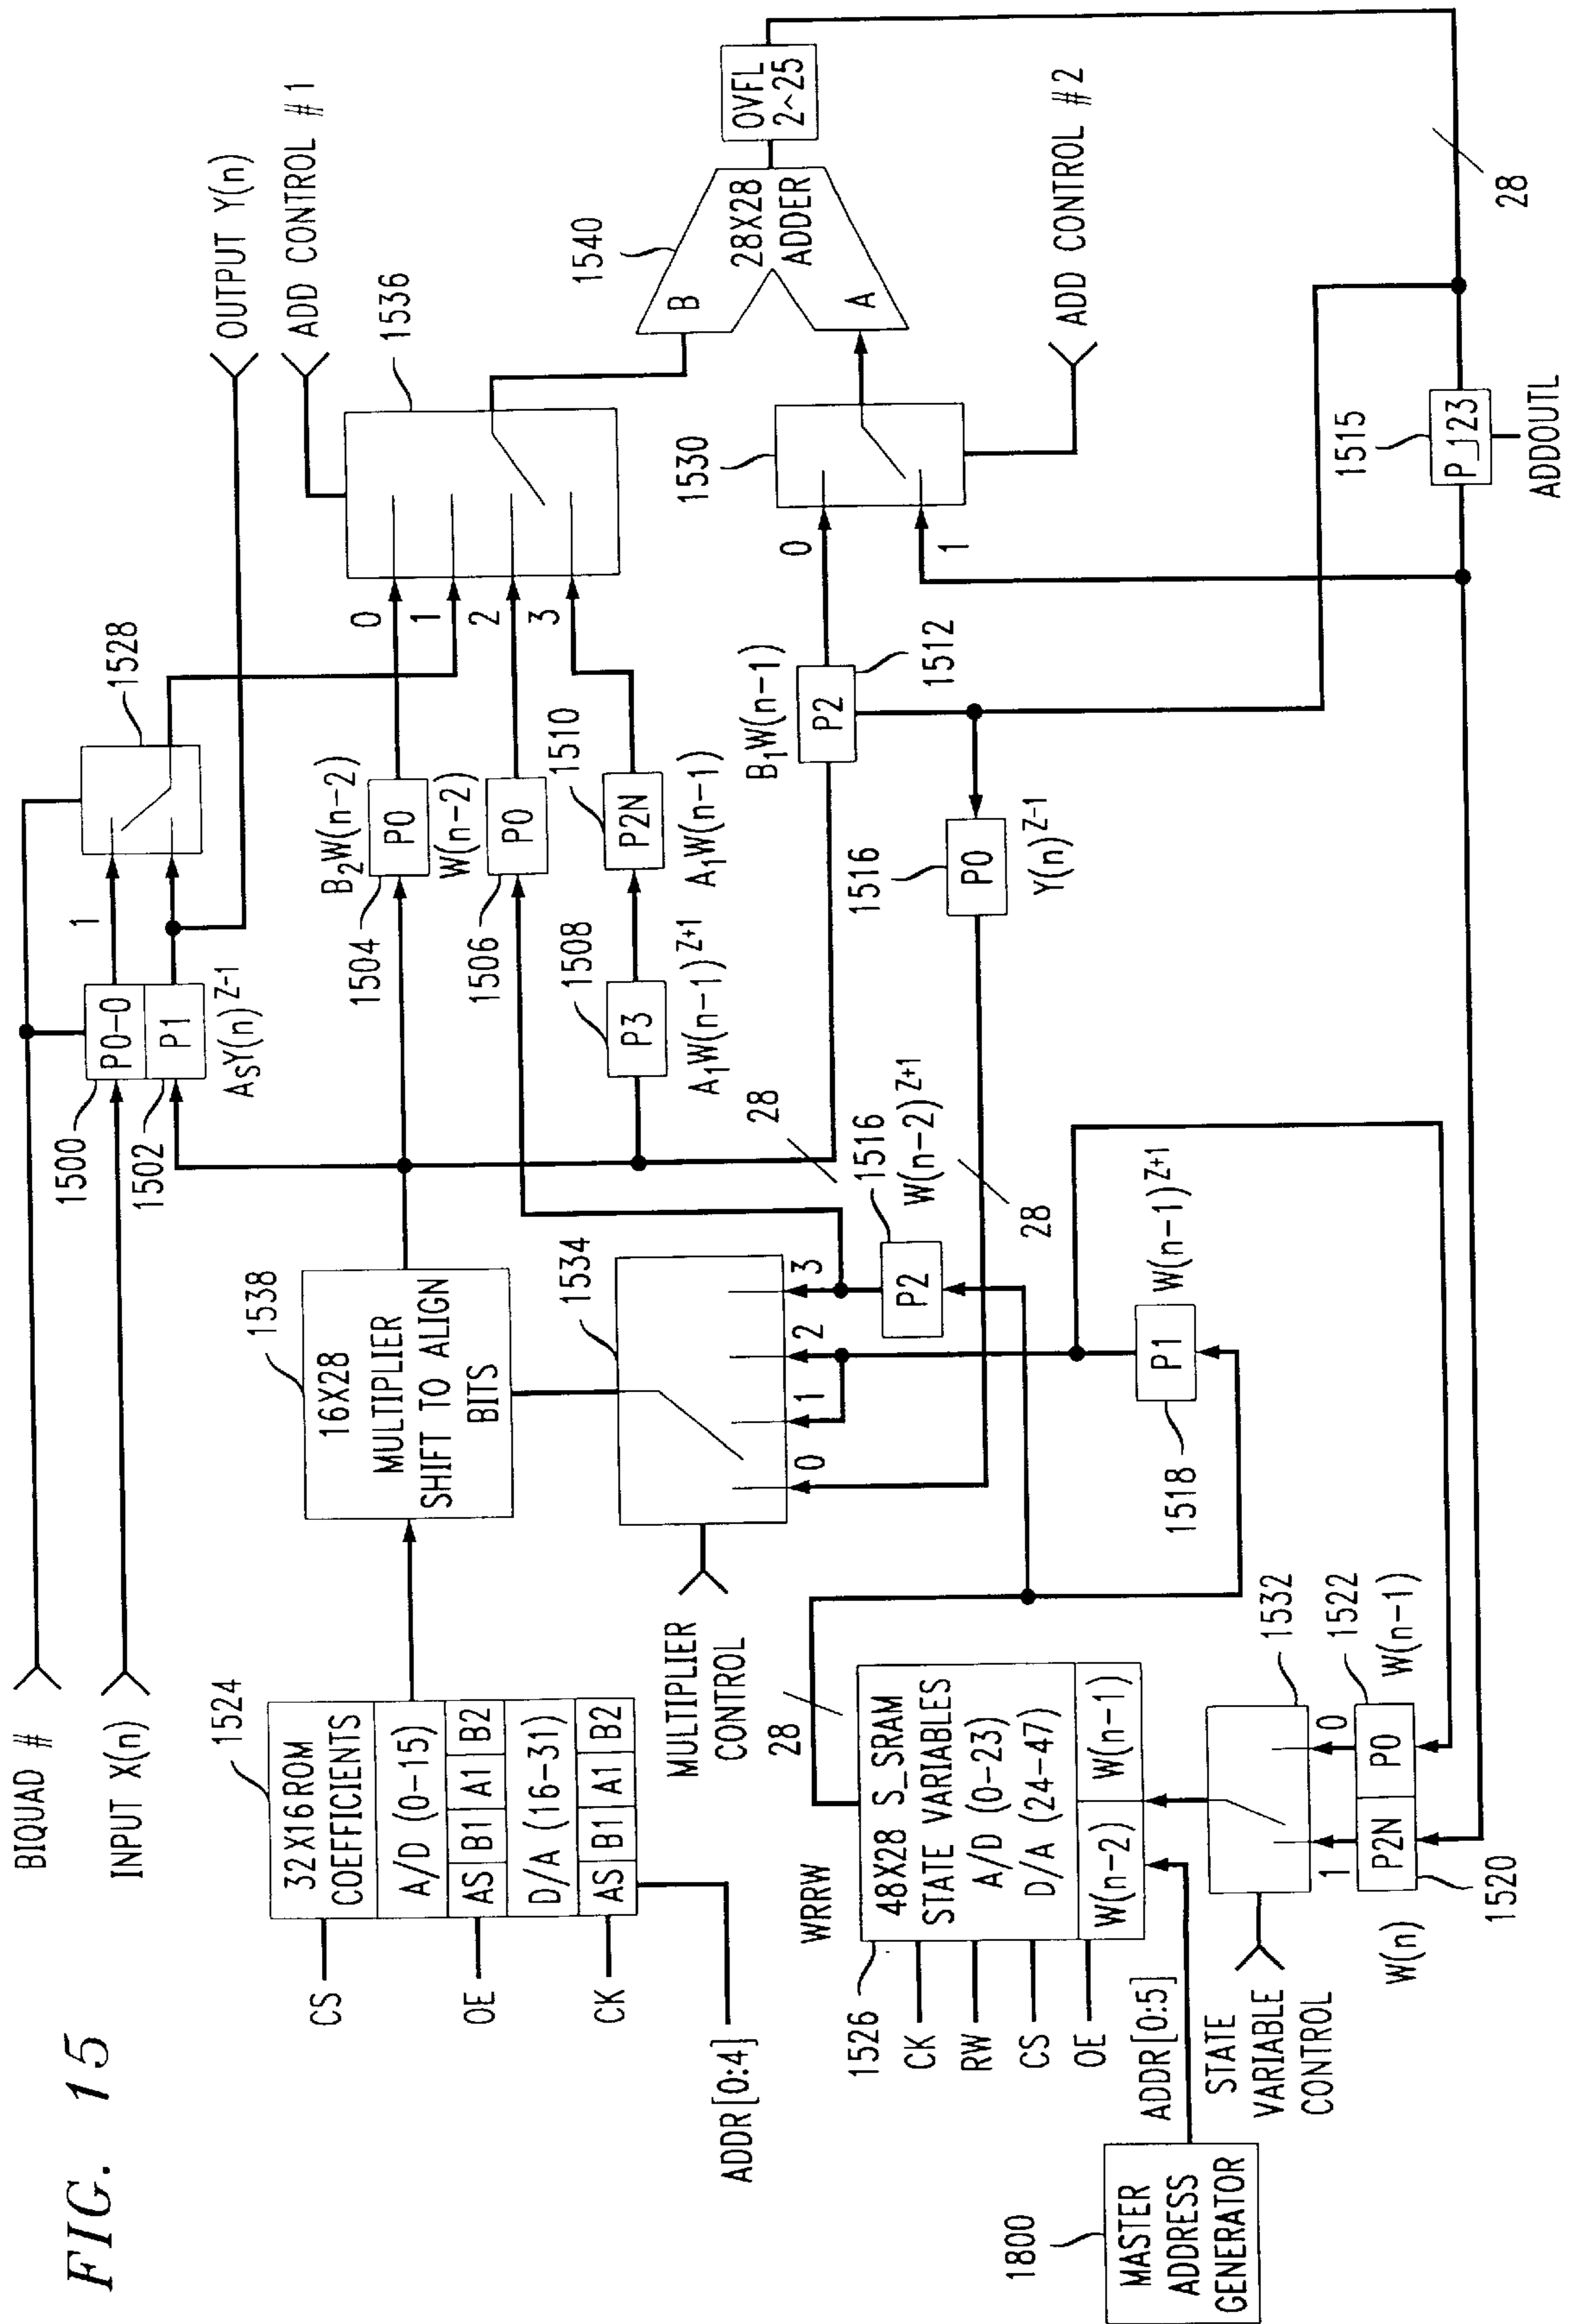 FIG. 15
BIQUAD #
INPUT X(n)
1500
P0-0
1
1502
P1
A_SY(n)^Z-1
1528
OUTPUT Y(n)
ADD CONTROL #1
1524
32X16 ROM
COEFFICIENTS
A/D (0-15)
AS B1 A1 B2
D/A (16-31)
AS B1 A1 B2
CS
OE
CK
ADDR[0:4]
1538
16X28
MULTIPLIER
SHIFT TO ALIGN
BITS
1534
0
1
2
3
MULTIPLIER
CONTROL
B_2W(n-2)
1504
P0
W(n-2)
1506
P0
1508
P3
A_1W(n-1)^Z+1
1510
P2N
A_1W(n-1)
0
1
2
3
1536
1540
B
28X28
ADDER
A
OVFL
2^25
28
1516
P2
W(n-2)^Z+1
28
B_1W(n-1)
P2
1512
0
1
1530
ADD CONTROL #2
1516
P0
Y(n)^Z-1
28
WRRW
28
1526
48X28 S_SRAM
STATE VARIABLES
A/D (0-23)
D/A (24-47)
W(n-2) W(n-1)
CK
RW
CS
OE
ADDR[0:5]
1800
MASTER
ADDRESS
GENERATOR
STATE
VARIABLE
CONTROL
1532
1
0
P2N
P0
1522
W(n-1)
W(n)
1520
P1
1518
W(n-1)^Z+1
1515
P_123
ADDOUTL
28